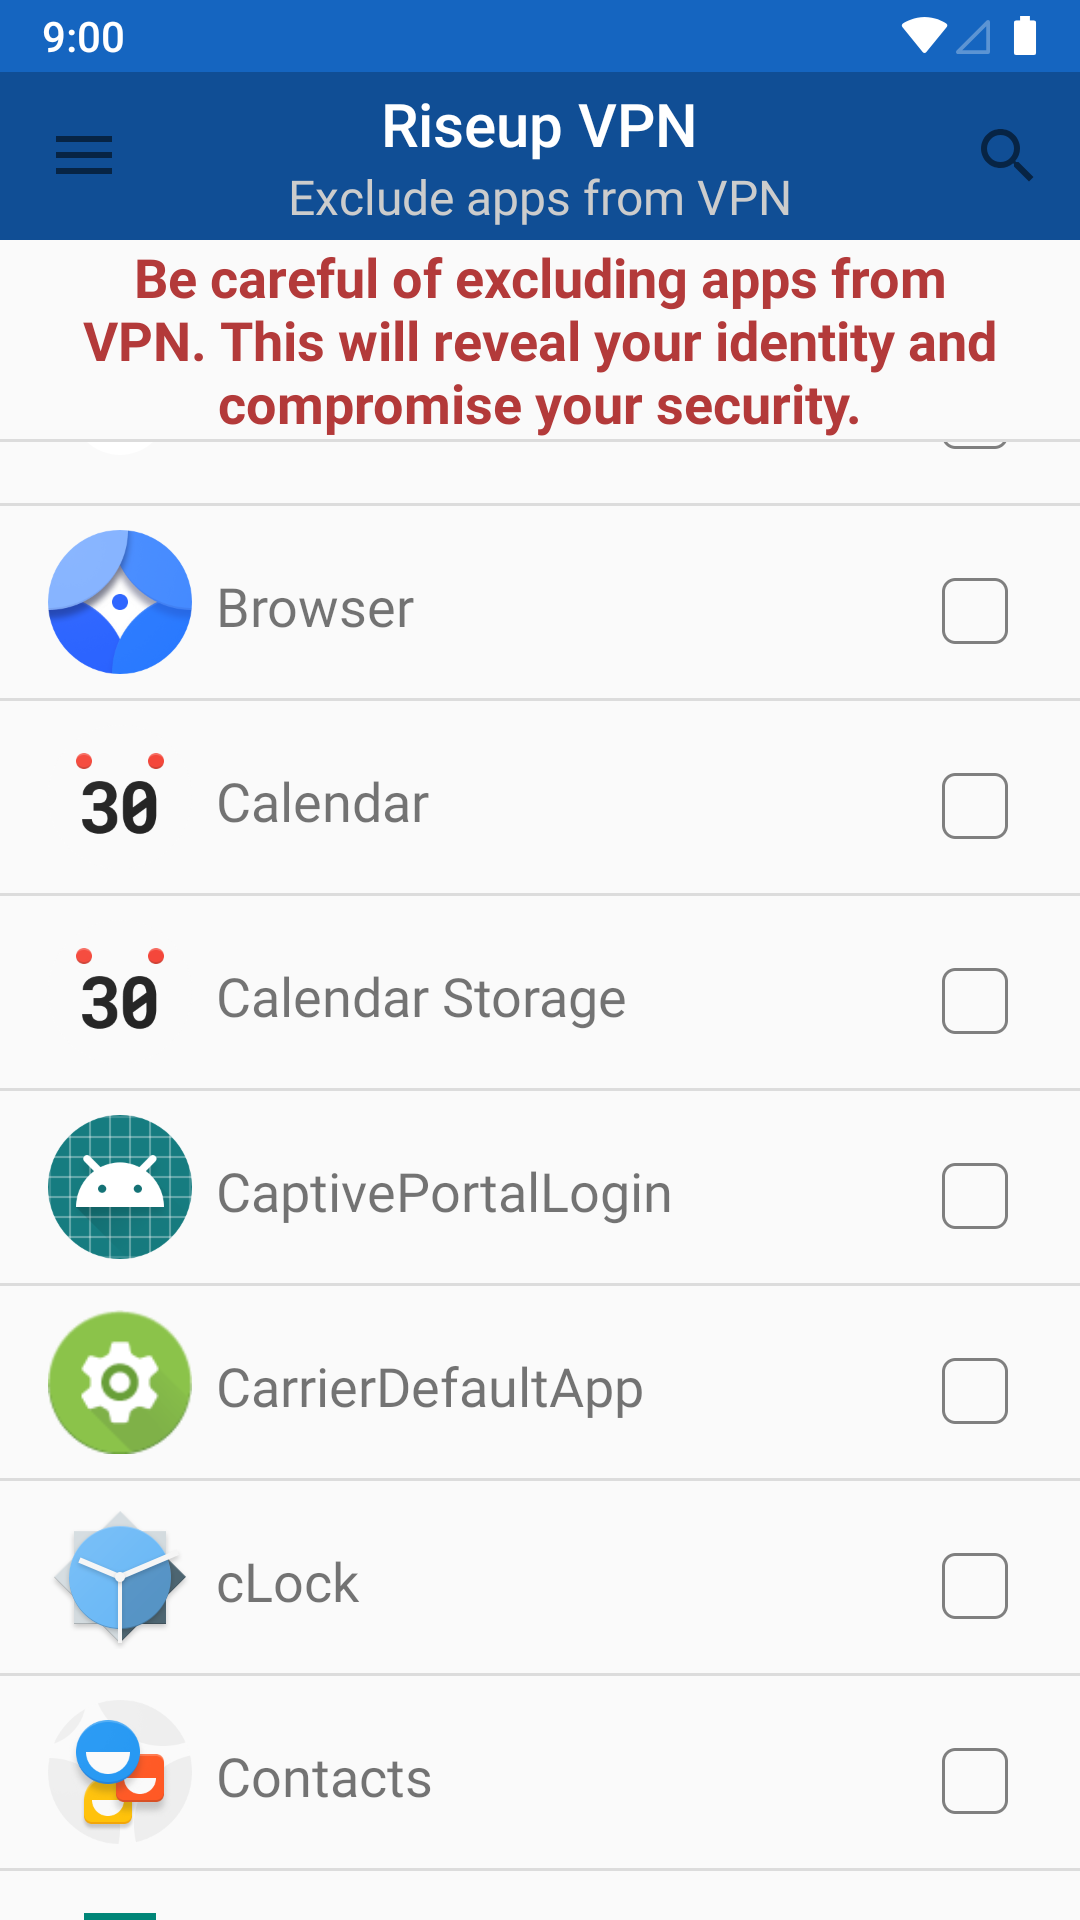 9:00
Riseup VPN
Exclude apps from VPN
Be careful of excluding apps from
VPN. This will reveal your identity and
compromise your security.
Browser
30
Calendar
30
Calendar Storage
CaptivePortalLogin
CarrierDefaultApp
cLock
Contacts